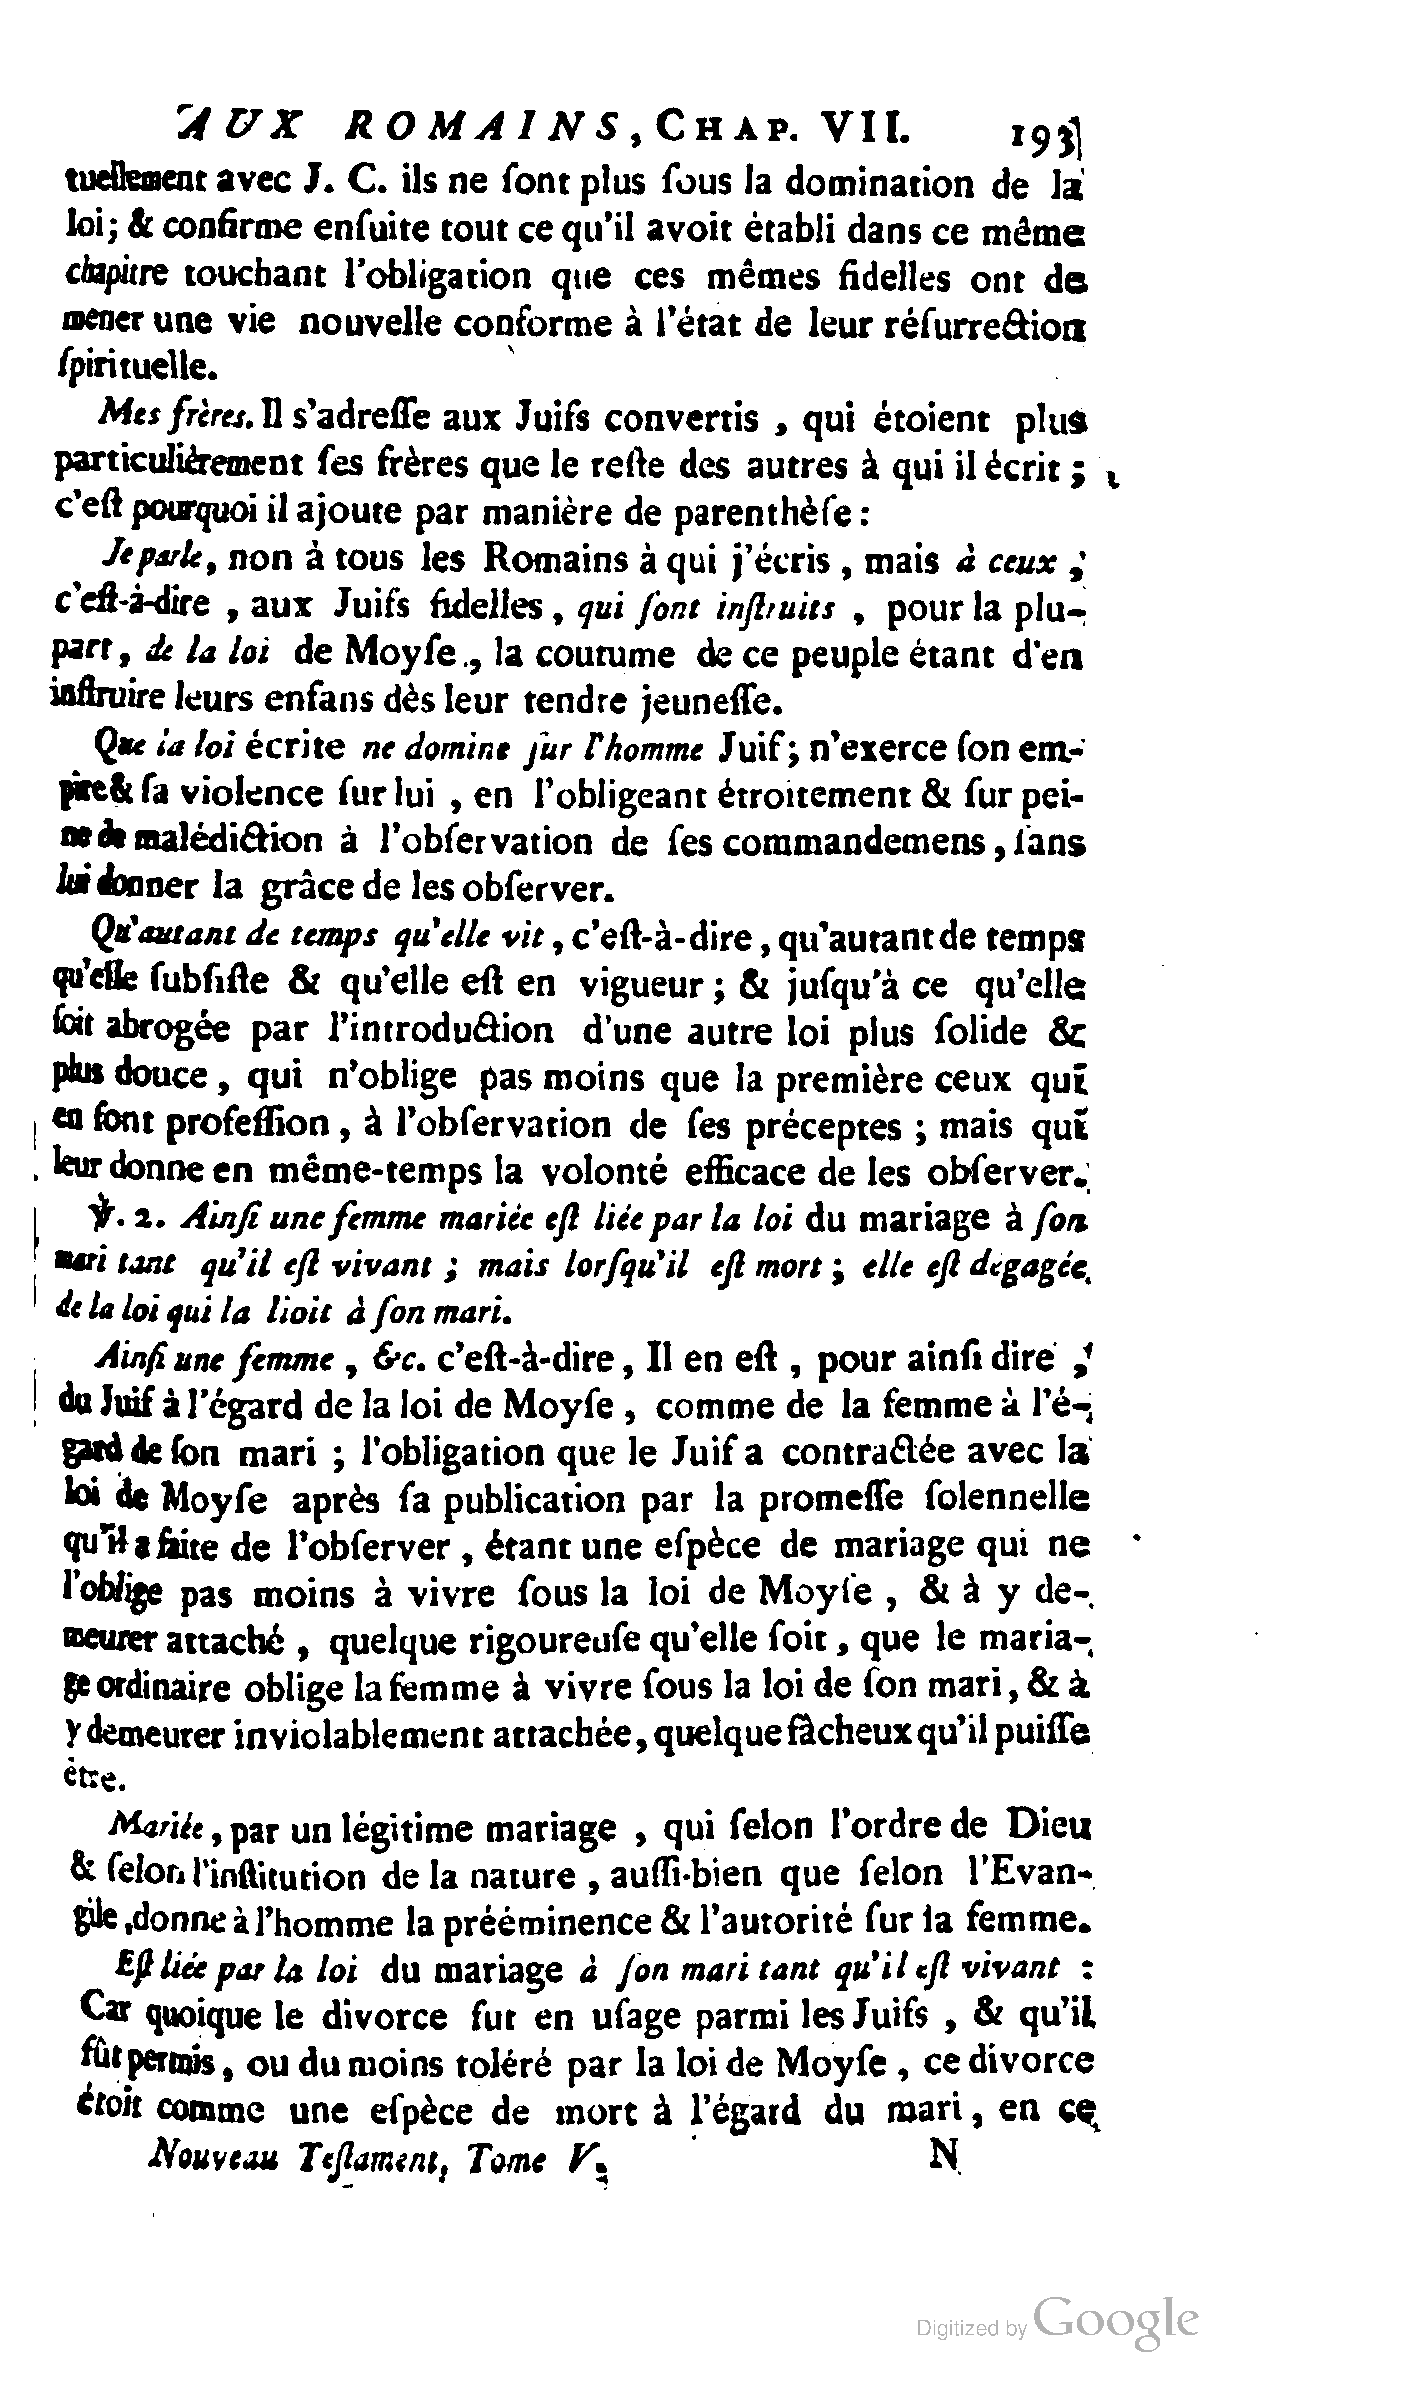 AUX ROMAINS, CHAP. VII. 193
tuellement avec J. C. ils ne ſont plus ſous la domination de la
loi; & confirme enſuite tout ce qu'il avoit établi dans ce même
chapitre touchant l'obligation que ces mêmes fidelles ont de
mener une vie nouvelle conforme à l'état de leur réſurrection
ſpirituelle.
Mes frères. Il s'adreſſe aux Juifs convertis , qui étoient plus
particulièrement ſes frères que le reſte des autres à qui il écrit ;
c'eſt pourquoi il ajoute par manière de parenthèſe :
Je parle, non à tous les Romains à qui j'écris , mais à ceux ,
c'eſt-à-dire , aux Juifs fidelles , qui ſont inſtruits , pour la plu-
part, de la loi de Moyſe , la coutume de ce peuple étant d'en
inſtruire leurs enfans dès leur tendre jeuneſſe.
Que la loi écrite ne domine ſur l'homme Juif ; n'exerce ſon em-
pire & ſa violence ſur lui , en l'obligeant étroitement & ſur pei-
ne de malédiction à l'obſervation de ſes commandemens, ſans
lui donner la grâce de les obſerver.
Qu'autant de temps qu'elle vit , c'eſt-à-dire , qu'autant de temps
qu'elle ſubſiſte & qu'elle eſt en vigueur ; & juſqu'à ce qu'elle
ſoit abrogée par l'introduction d'une autre loi plus ſolide &
plus douce , qui n'oblige pas moins que la première ceux qui
en font profeſſion , à l'obſervation de ſes préceptes ; mais qui
leur donne en même-temps la volonté efficace de les obſerver.
℣. 2. Ainſi une femme mariée eſt liée par la loi du mariage à ſon
mari tant qu'il eſt vivant ; mais lorſqu'il eſt mort ; elle eſt dégagée
de la loi qui la lioit à ſon mari.
Ainſi une femme , &c. c'eſt-à-dire , Il en eſt , pour ainſi dire ,
du Juif à l'égard de la loi de Moyſe , comme de la femme à l'é-
gard de ſon mari ; l'obligation que le Juif a contractée avec la
loi de Moyſe après ſa publication par la promeſſe ſolennelle
qu'il a faite de l'obſerver , étant une eſpèce de mariage qui ne
l'oblige pas moins à vivre ſous la loi de Moyſe , & à y de-
meurer attaché , quelque rigoureuſe qu'elle ſoit , que le maria-
ge ordinaire oblige la femme à vivre ſous la loi de ſon mari, & à
y demeurer inviolablement attachée, quelque fâcheux qu'il puiſſe
être.
Mariée, par un légitime mariage , qui ſelon l'ordre de Dieu
& ſelon l'inſtitution de la nature , auſſi-bien que ſelon l'Evan-
gile ,donne à l'homme la prééminence & l'autorité ſur la femme.
Eſt liée par la loi du mariage à ſon mari tant qu'il eſt vivant :
Car quoique le divorce fut en uſage parmi les Juifs , & qu'il
fût permis, ou du moins toléré par la loi de Moyſe , ce divorce
étoit comme une eſpèce de mort à l'égard du mari , en ce
Nouveau Teſtament, Tome V. N
Digitized by Google